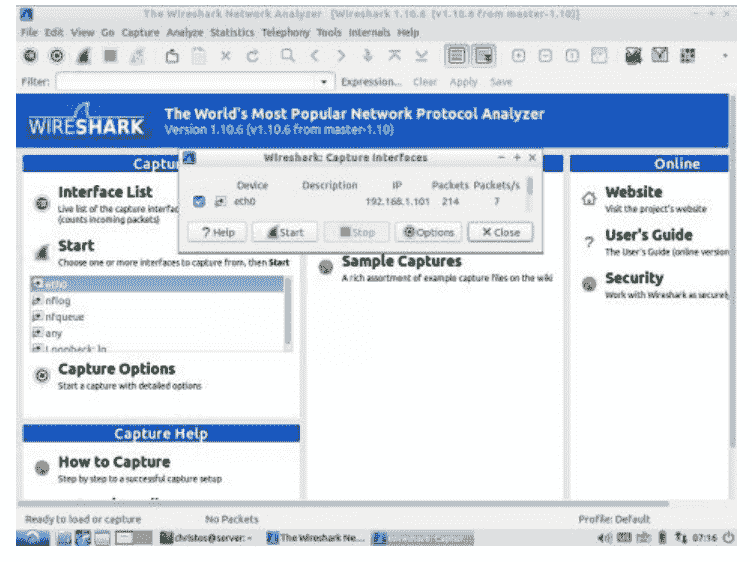 The Wireshark Network Analyzer [Wireshark 1.10.6 (v1.10.6 from master-1.10)]
File Edit View Go Capture Analyze Statistics Telephony Tools Internals Help
Filter: Expression... Clear Apply Save
WIRESHARK
The World's Most Popular Network Protocol Analyzer
Version 1.10.6 (v1.10.6 from master-1.10)
Captu
Wireshark: Capture Interfaces
Device Description IP Packets Packets/s
eth0 192.168.1.101 214 7
Help Start Stop Options Close
Interface List
Live list of the capture interfac
(counts incoming packets)
Start
Choose one or more interfaces to capture from, then Start
eth0
nflog
nfqueue
any
Loopback: lo
Capture Options
Start a capture with detailed options
Capture Help
How to Capture
Step by step to a successful capture setup
Sample Captures
A rich assortment of example capture files on the wiki
Online
Website
Visit the project's website
User's Guide
The User's Guide (online version
Security
Work with Wireshark as securely
Ready to load or capture No Packets Profile: Default
christos@server: ~ The Wireshark Ne... 07:16